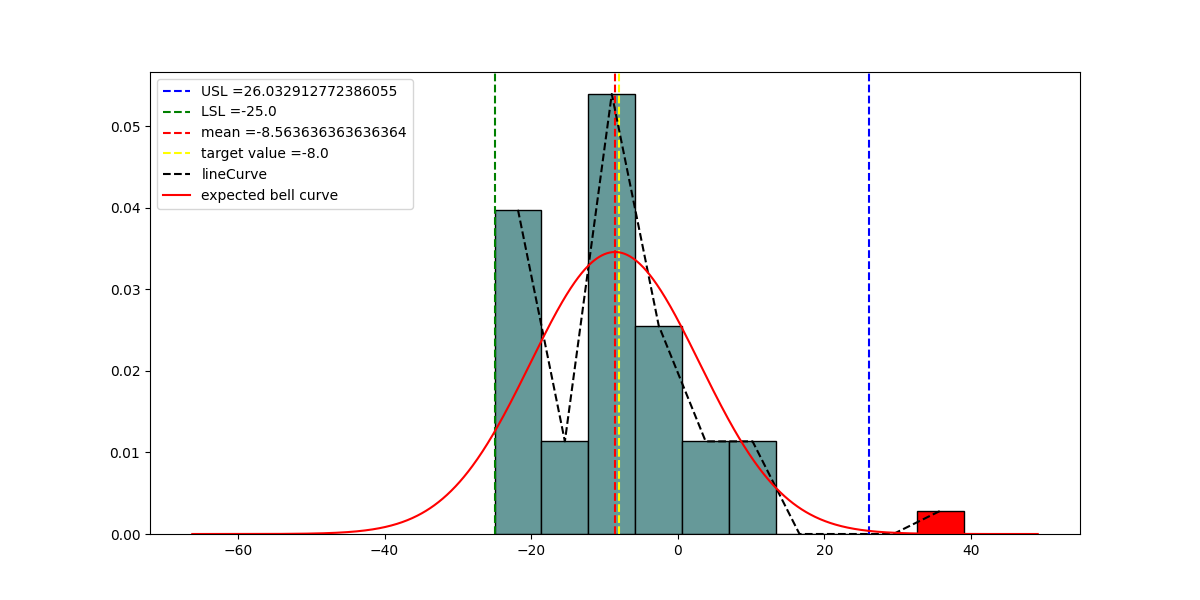 USL =26.032912772386055
LSL =-25.0
mean =-8.563636363636364
target value =-8.0
lineCurve
expected bell curve
0.05
0.04
0.03
0.02
0.01
0.00
−60
−40
−20
0
20
40